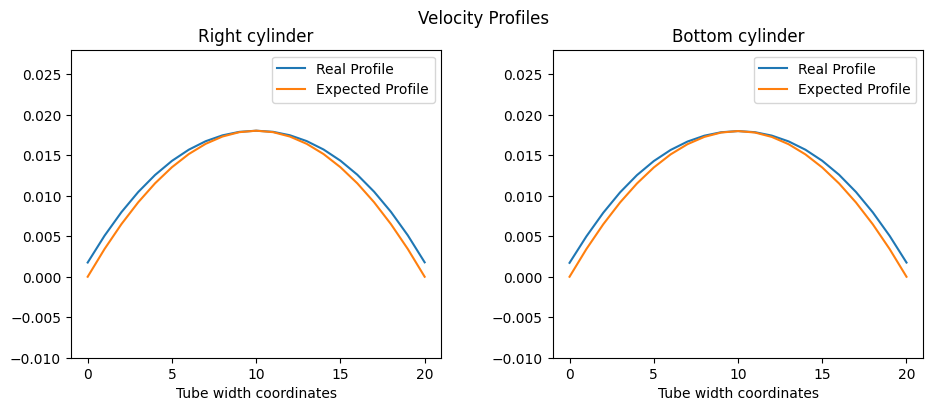 Velocity Profiles
Right cylinder
Real Profile
Expected Profile
0.025
0.020
0.015
0.010
0.005
0.000
−0.005
−0.010
0 5 10 15 20
Tube width coordinates
Bottom cylinder
Real Profile
Expected Profile
0.025
0.020
0.015
0.010
0.005
0.000
−0.005
−0.010
0 5 10 15 20
Tube width coordinates